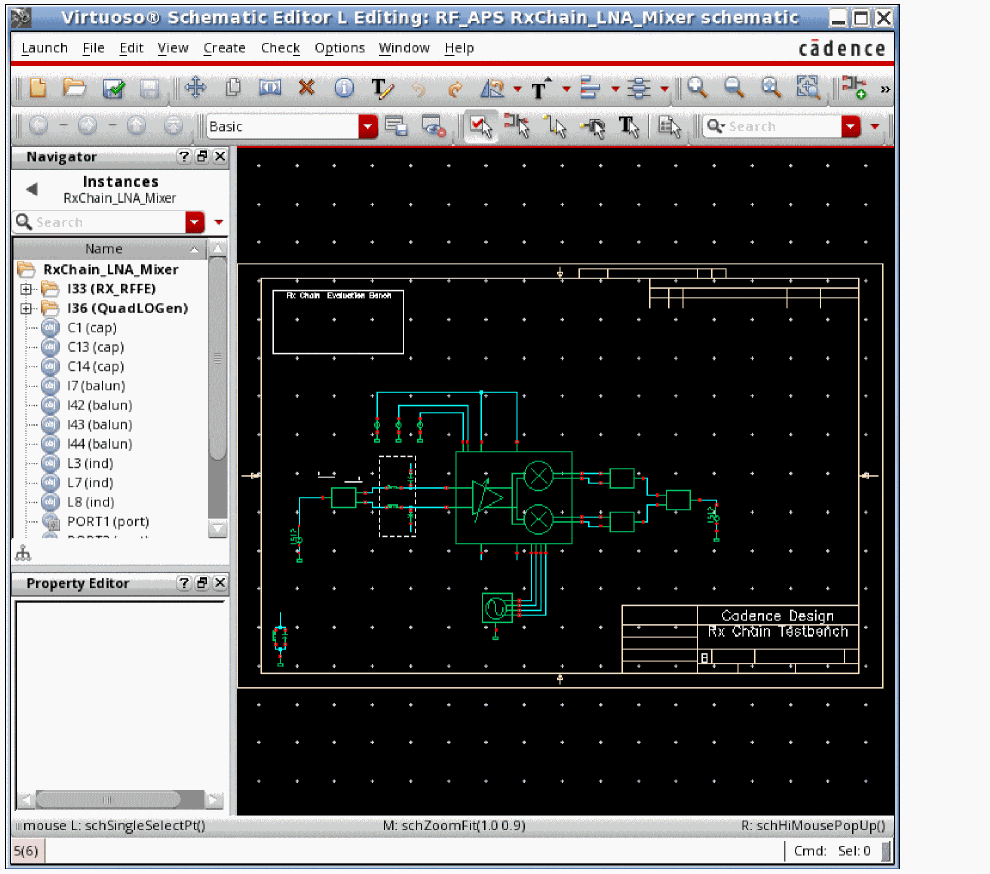 Virtuoso® Schematic Editor L Editing: RF_APS RxChain_LNA_Mixer schematic
Launch File Edit View Create Check Options Window Help
cādence
Basic
Search
Navigator
Instances
RxChain_LNA_Mixer
Search
Name
RxChain_LNA_Mixer
I33 (RX_RFFE)
I36 (QuadLOGen)
C1 (cap)
C13 (cap)
C14 (cap)
I7 (balun)
I42 (balun)
I43 (balun)
I44 (balun)
L3 (ind)
L7 (ind)
L8 (ind)
PORT1 (port)
Property Editor
Rx Chain Evaluation Bench
Cadence Design
Rx Chain Testbench
B
mouse L: schSingleSelectPt() M: schZoomFit(1.0 0.9) R: schHiMousePopUp()
5(6) Cmd: Sel: 0